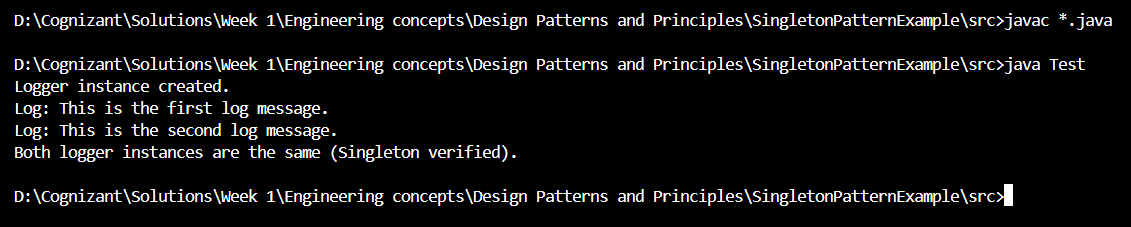 D:\Cognizant\Solutions\Week 1\Engineering concepts\Design Patterns and Principles\SingletonPatternExample\src>javac *.java
D:\Cognizant\Solutions\Week 1\Engineering concepts\Design Patterns and Principles\SingletonPatternExample\src>java Test
Logger instance created.
Log: This is the first log message.
Log: This is the second log message.
Both logger instances are the same (Singleton verified).
D:\Cognizant\Solutions\Week 1\Engineering concepts\Design Patterns and Principles\SingletonPatternExample\src>